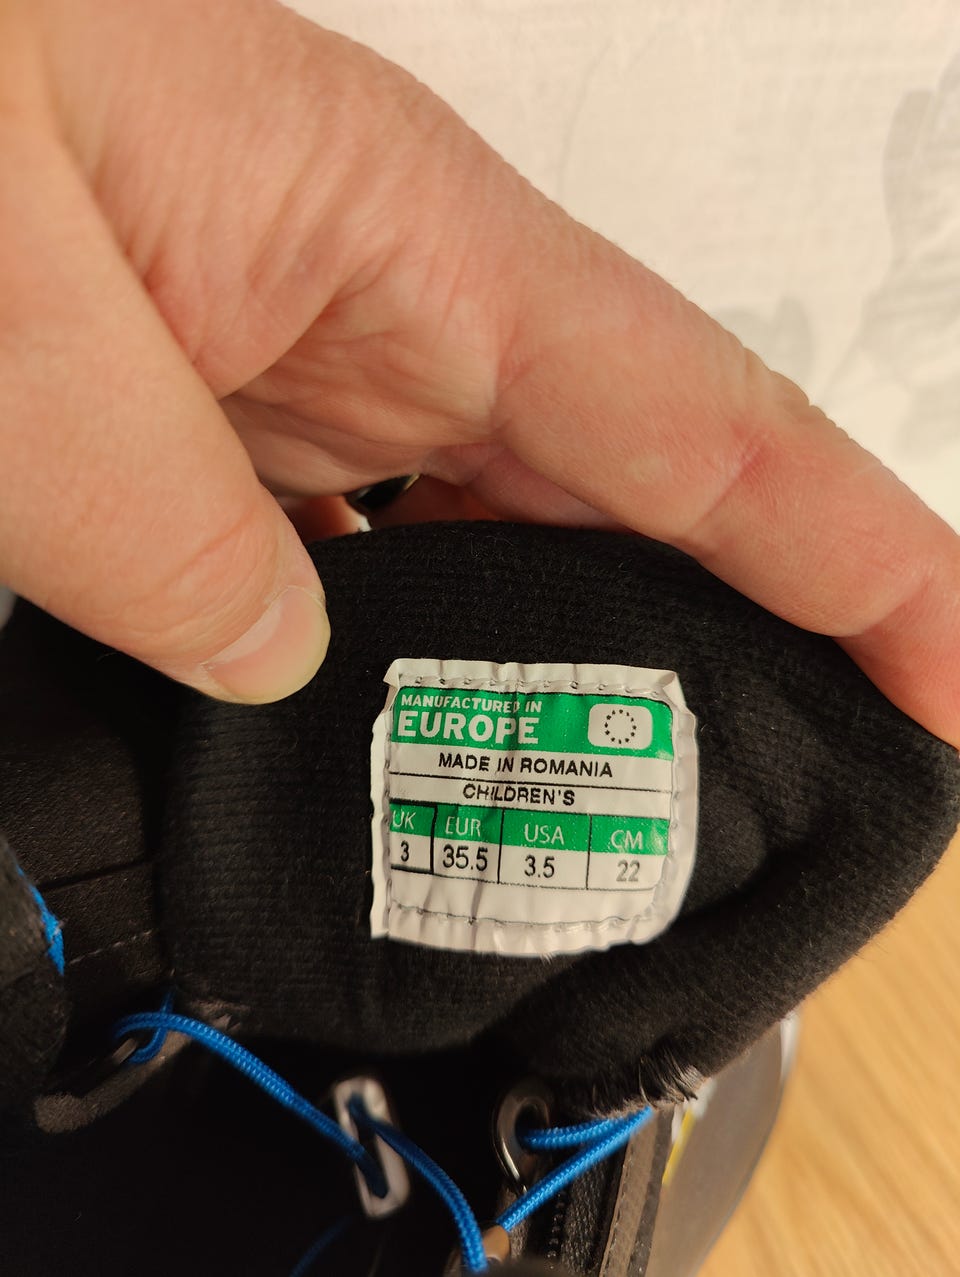 MANUFACTURED IN
EUROPE
MADE IN ROMANIA
CHILDREN'S
UK EUR USA CM
3 35.5 3.5 22